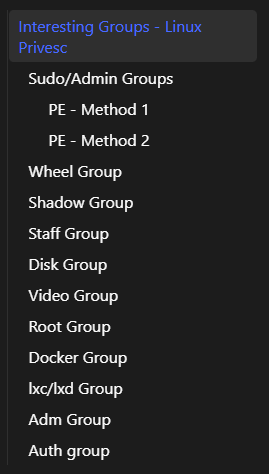 Interesting Groups - Linux
Privesc
Sudo/Admin Groups
PE - Method 1
PE - Method 2
Wheel Group
Shadow Group
Staff Group
Disk Group
Video Group
Root Group
Docker Group
lxc/lxd Group
Adm Group
Auth group